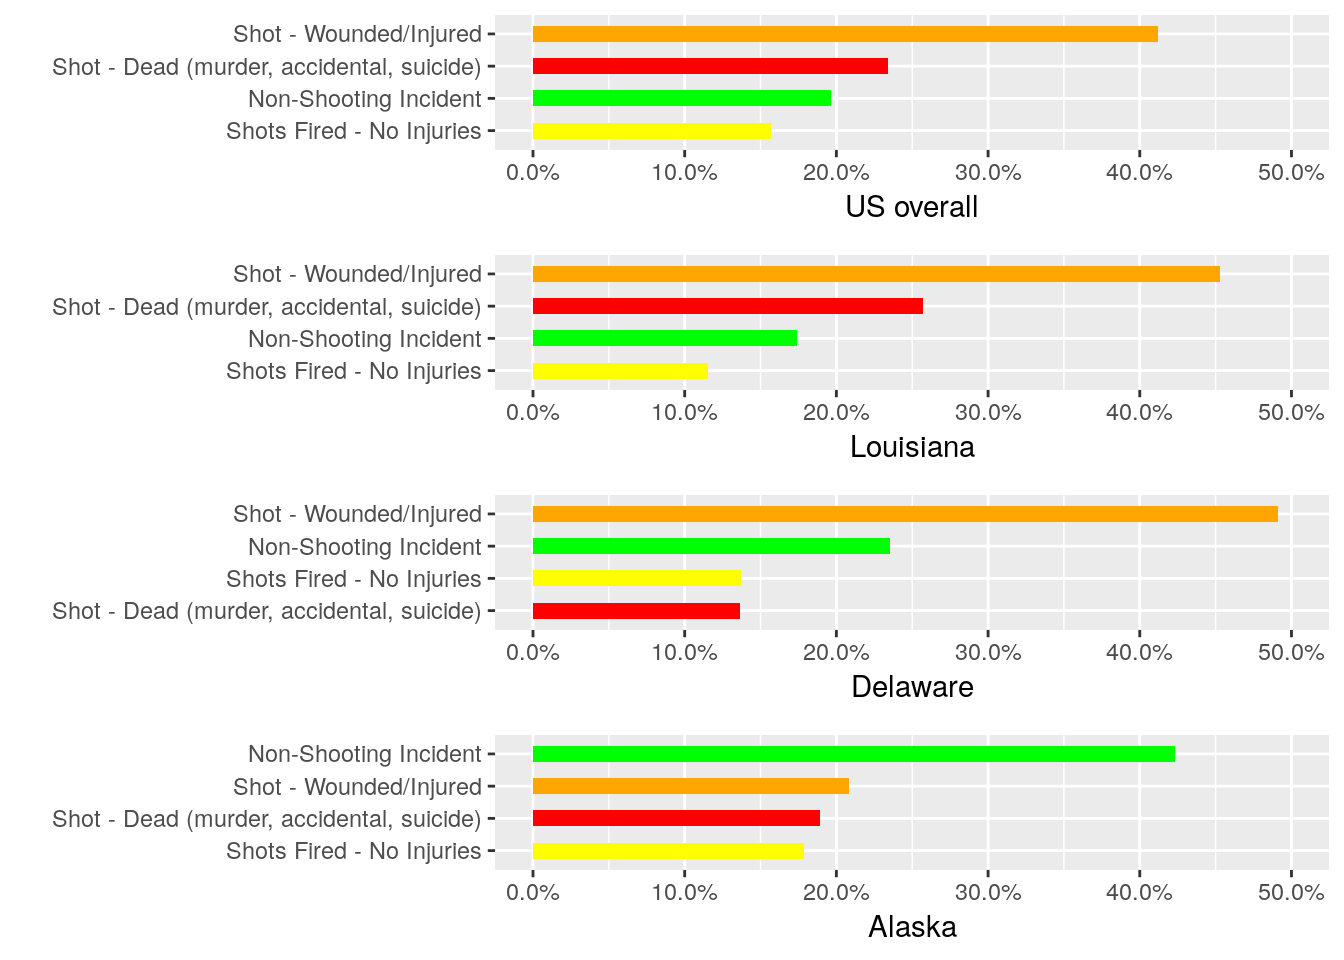 Shot - Wounded/Injured
Shot - Dead (murder, accidental, suicide)
Non-Shooting Incident
Shots Fired - No Injuries
0.0% 10.0% 20.0% 30.0% 40.0% 50.0%
US overall
Shot - Wounded/Injured
Shot - Dead (murder, accidental, suicide)
Non-Shooting Incident
Shots Fired - No Injuries
0.0% 10.0% 20.0% 30.0% 40.0% 50.0%
Louisiana
Shot - Wounded/Injured
Non-Shooting Incident
Shots Fired - No Injuries
Shot - Dead (murder, accidental, suicide)
0.0% 10.0% 20.0% 30.0% 40.0% 50.0%
Delaware
Non-Shooting Incident
Shot - Wounded/Injured
Shot - Dead (murder, accidental, suicide)
Shots Fired - No Injuries
0.0% 10.0% 20.0% 30.0% 40.0% 50.0%
Alaska